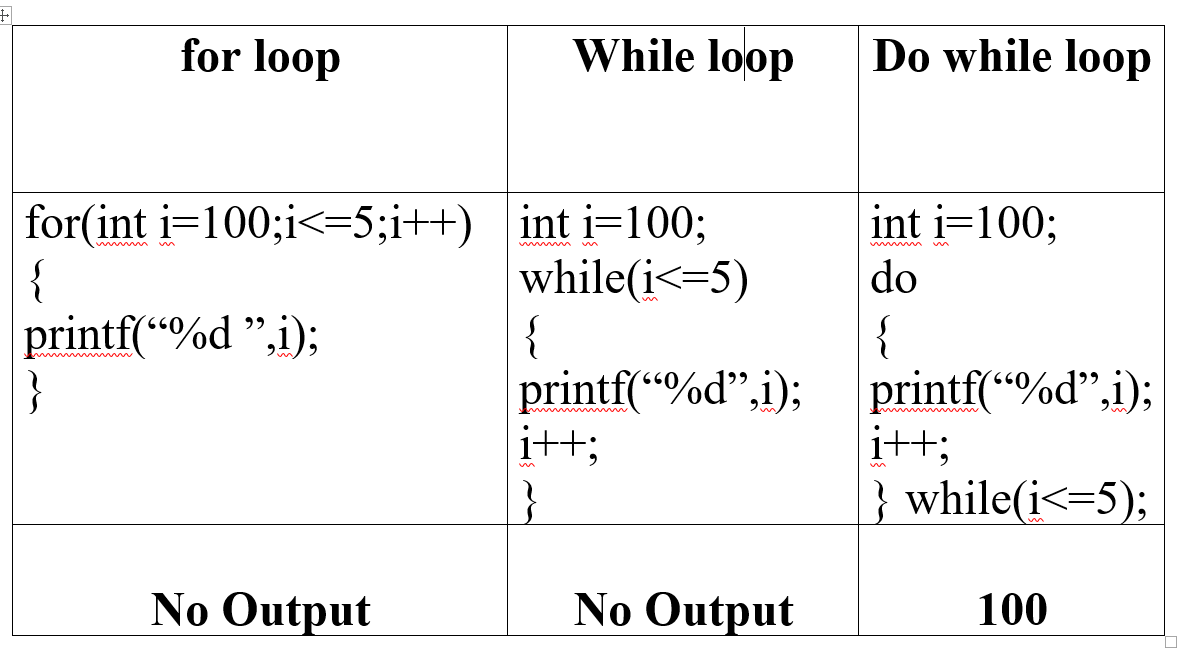 for loop
While loop
Do while loop
for(int i=100;i<=5;i++)
{
printf(“%d ”,i);
}
int i=100;
while(i<=5)
{
printf(“%d”,i);
i++;
}
int i=100;
do
{
printf(“%d”,i);
i++;
} while(i<=5);
No Output
No Output
100